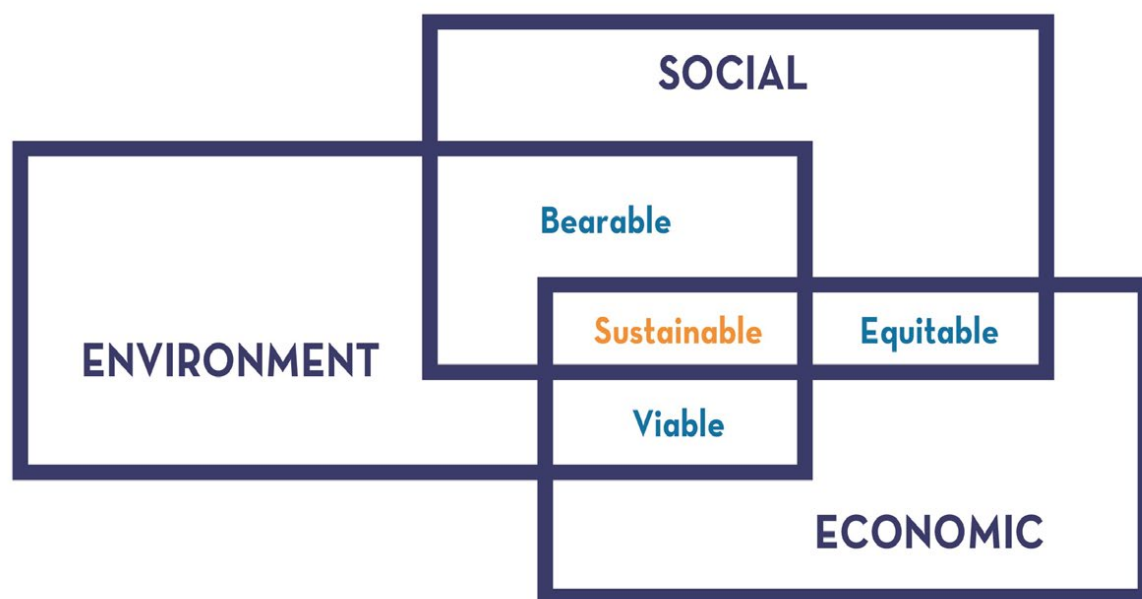 SOCIAL
Bearable
Sustainable
Equitable
ENVIRONMENT
Viable
ECONOMIC